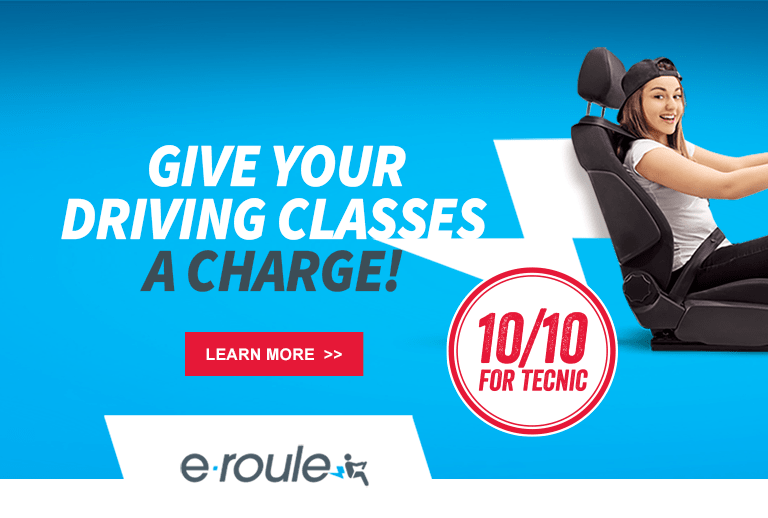 GIVE YOUR
DRIVING CLASSES
A CHARGE!
LEARN MORE >>
10/10
FOR TECNIC
e·roule